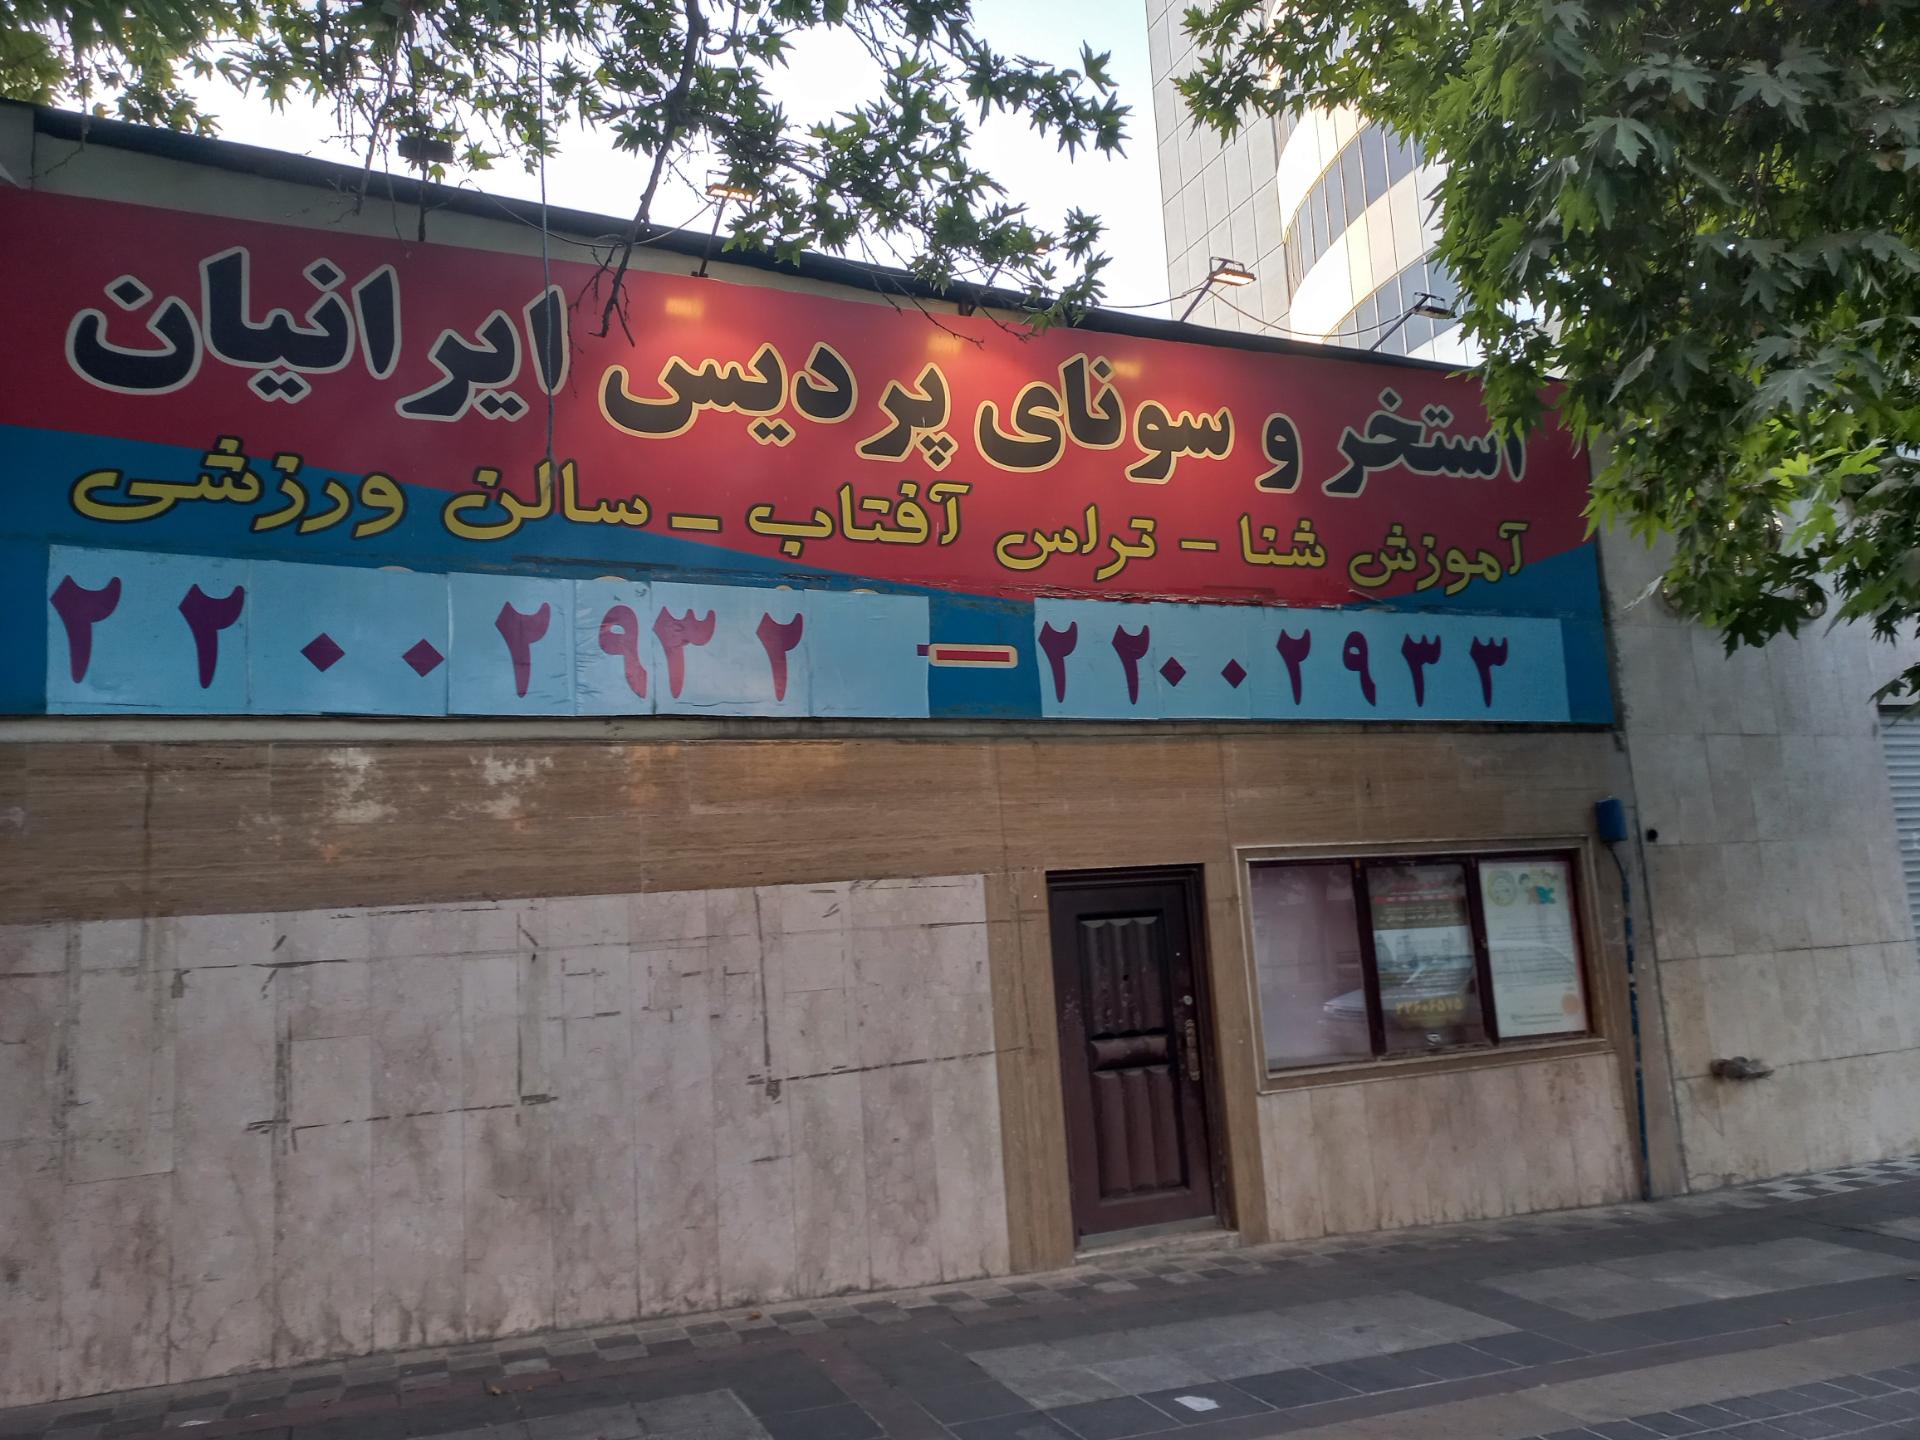 استخر و سونای پردیس ایرانیان
آموزش شنا - تراس آفتاب - سالن ورزشی
۲۲۰۰۲۹۳۲ - ۲۲۰۰۲۹۳۳